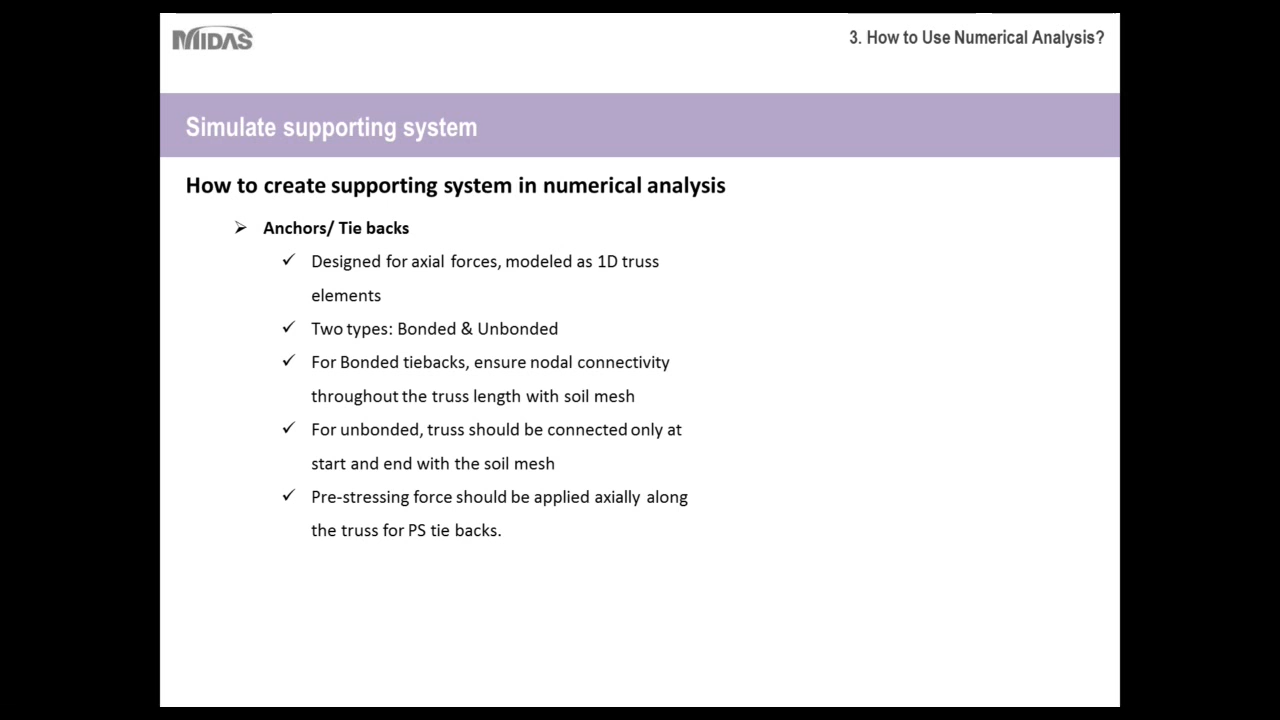 MIDAS
3. How to Use Numerical Analysis?
Simulate supporting system
How to create supporting system in numerical analysis
Anchors/ Tie backs
Designed for axial forces, modeled as 1D truss
elements
Two types: Bonded & Unbonded
For Bonded tiebacks, ensure nodal connectivity
throughout the truss length with soil mesh
For unbonded, truss should be connected only at
start and end with the soil mesh
Pre-stressing force should be applied axially along
the truss for PS tie backs.